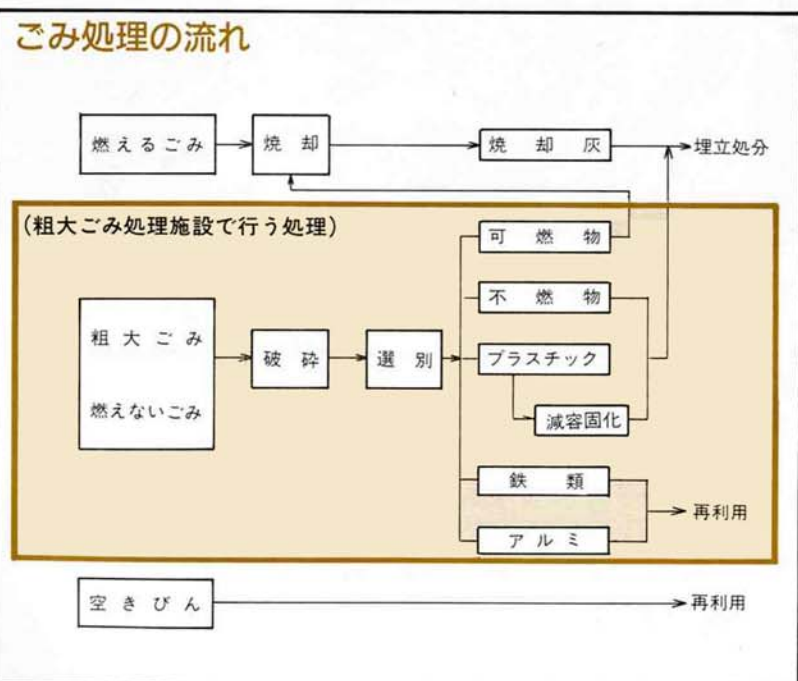 ごみ処理の流れ
燃えるごみ
焼却
焼却灰
埋立処分
(粗大ごみ処理施設で行う処理)
粗大ごみ
燃えないごみ
破砕
選別
可燃物
不燃物
プラスチック
減容固化
鉄類
アルミ
再利用
空きびん
再利用